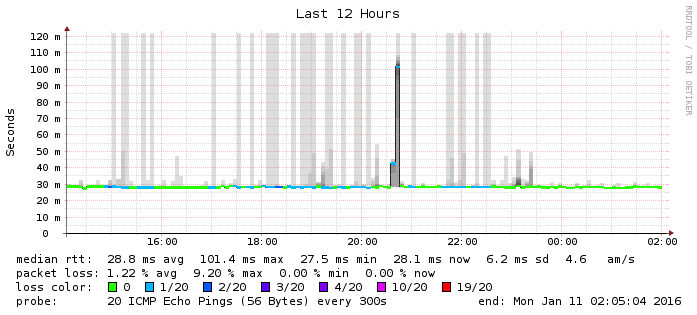 Last 12 Hours
RRDTOOL / TOBI OETIKER
Seconds
120 m
110 m
100 m
90 m
80 m
70 m
60 m
50 m
40 m
30 m
20 m
10 m
0
16:00 18:00 20:00 22:00 00:00 02:00
median rtt: 28.8 ms avg 101.4 ms max 27.5 ms min 28.1 ms now 6.2 ms sd 4.6 am/s
packet loss: 1.22 % avg 9.20 % max 0.00 % min 0.00 % now
loss color: 0 1/20 2/20 3/20 4/20 10/20 19/20
probe: 20 ICMP Echo Pings (56 Bytes) every 300s end: Mon Jan 11 02:05:04 2016